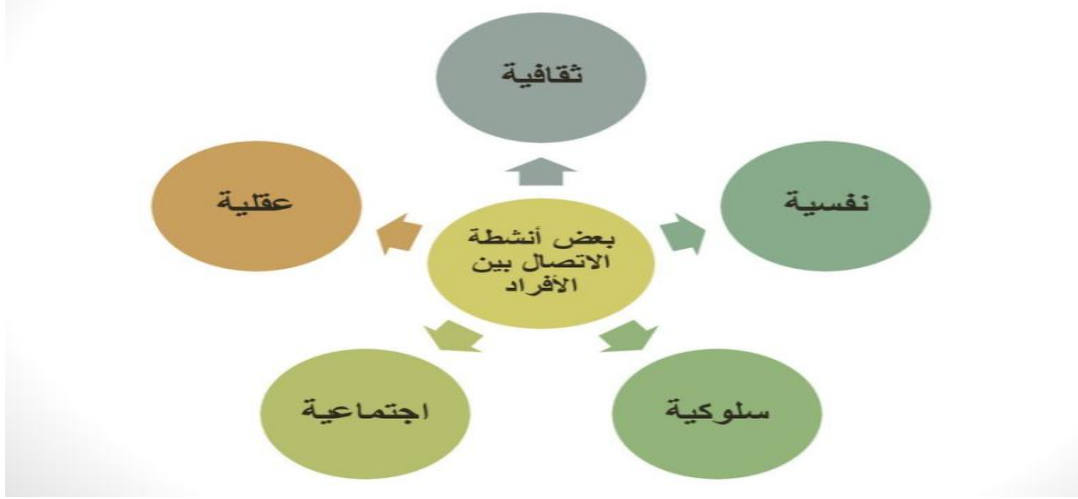 ثقافية
نفسية
عقلية
بعض أنشطة
الاتصال بين
الأفراد
سلوكية
اجتماعية